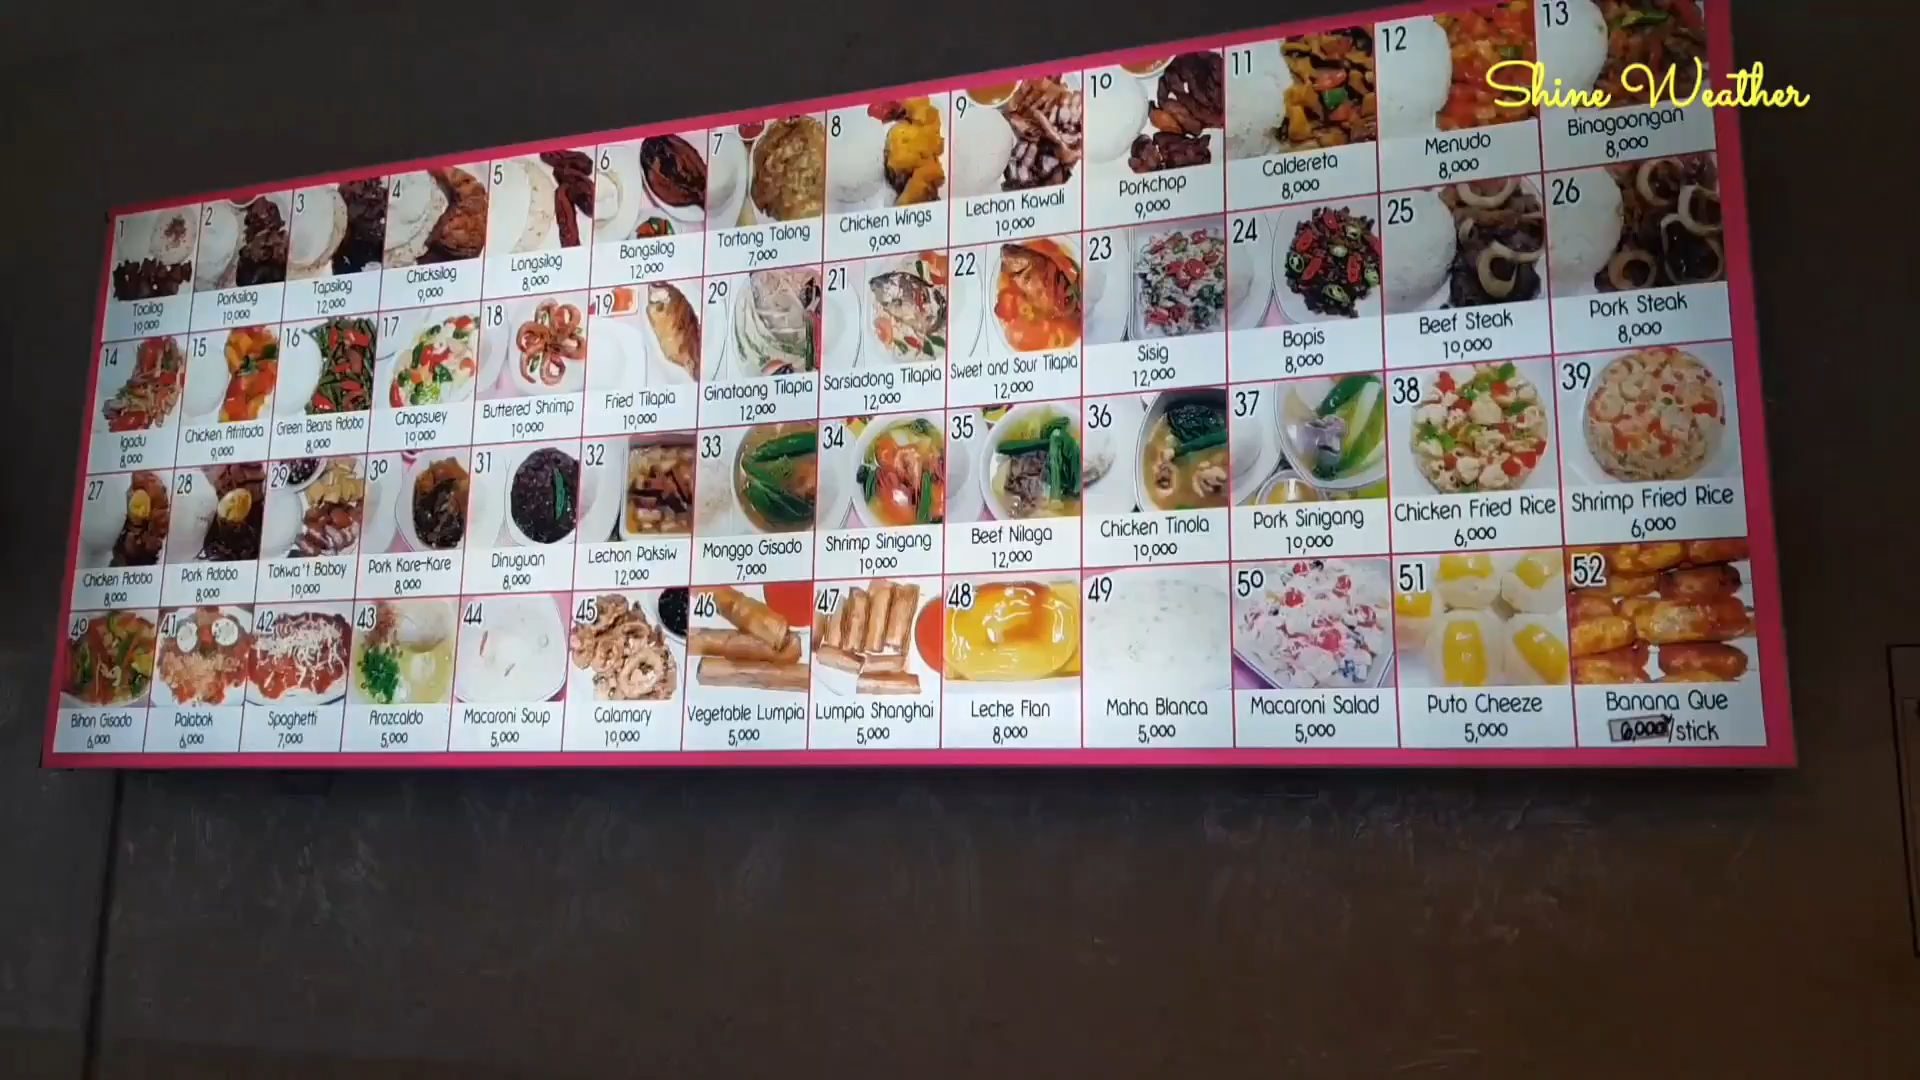 Shine Weather
1
Tocilog
10,000
2
Porksilog
10,000
3
Tapsilog
12,000
4
Chicksilog
9,000
5
Longsilog
8,000
6
Bangsilog
12,000
7
Tortang Talong
7,000
8
Chicken Wings
9,000
9
Lechon Kawali
10,000
10
Porkchop
9,000
11
Caldereta
8,000
12
Menudo
8,000
13
Binagoongan
8,000
14
Igadu
8,000
15
Chicken Afritada
9,000
16
Green Beans Adobo
8,000
17
Chopsuey
10,000
18
Buttered Shrimp
10,000
19
Fried Tilapia
10,000
20
Ginataang Tilapia
12,000
21
Sarsiadong Tilapia
12,000
22
Sweet and Sour Tilapia
12,000
23
Sisig
12,000
24
Bopis
8,000
25
Beef Steak
10,000
26
Pork Steak
8,000
27
Chicken Adobo
8,000
28
Pork Adobo
8,000
29
Tokwa't Baboy
10,000
30
Pork Kare-Kare
8,000
31
Dinuguan
8,000
32
Lechon Paksiw
12,000
33
Monggo Gisado
7,000
34
Shrimp Sinigang
10,000
35
Beef Nilaga
12,000
36
Chicken Tinola
10,000
37
Pork Sinigang
10,000
38
Chicken Fried Rice
6,000
39
Shrimp Fried Rice
6,000
40
Bihon Gisado
6,000
41
Palabok
6,000
42
Spaghetti
7,000
43
Arozcaldo
5,000
44
Macaroni Soup
5,000
45
Calamary
10,000
46
Vegetable Lumpia
5,000
47
Lumpia Shanghai
5,000
48
Leche Flan
8,000
49
Maha Blanca
5,000
50
Macaroni Salad
5,000
51
Puto Cheeze
5,000
52
Banana Que
/stick